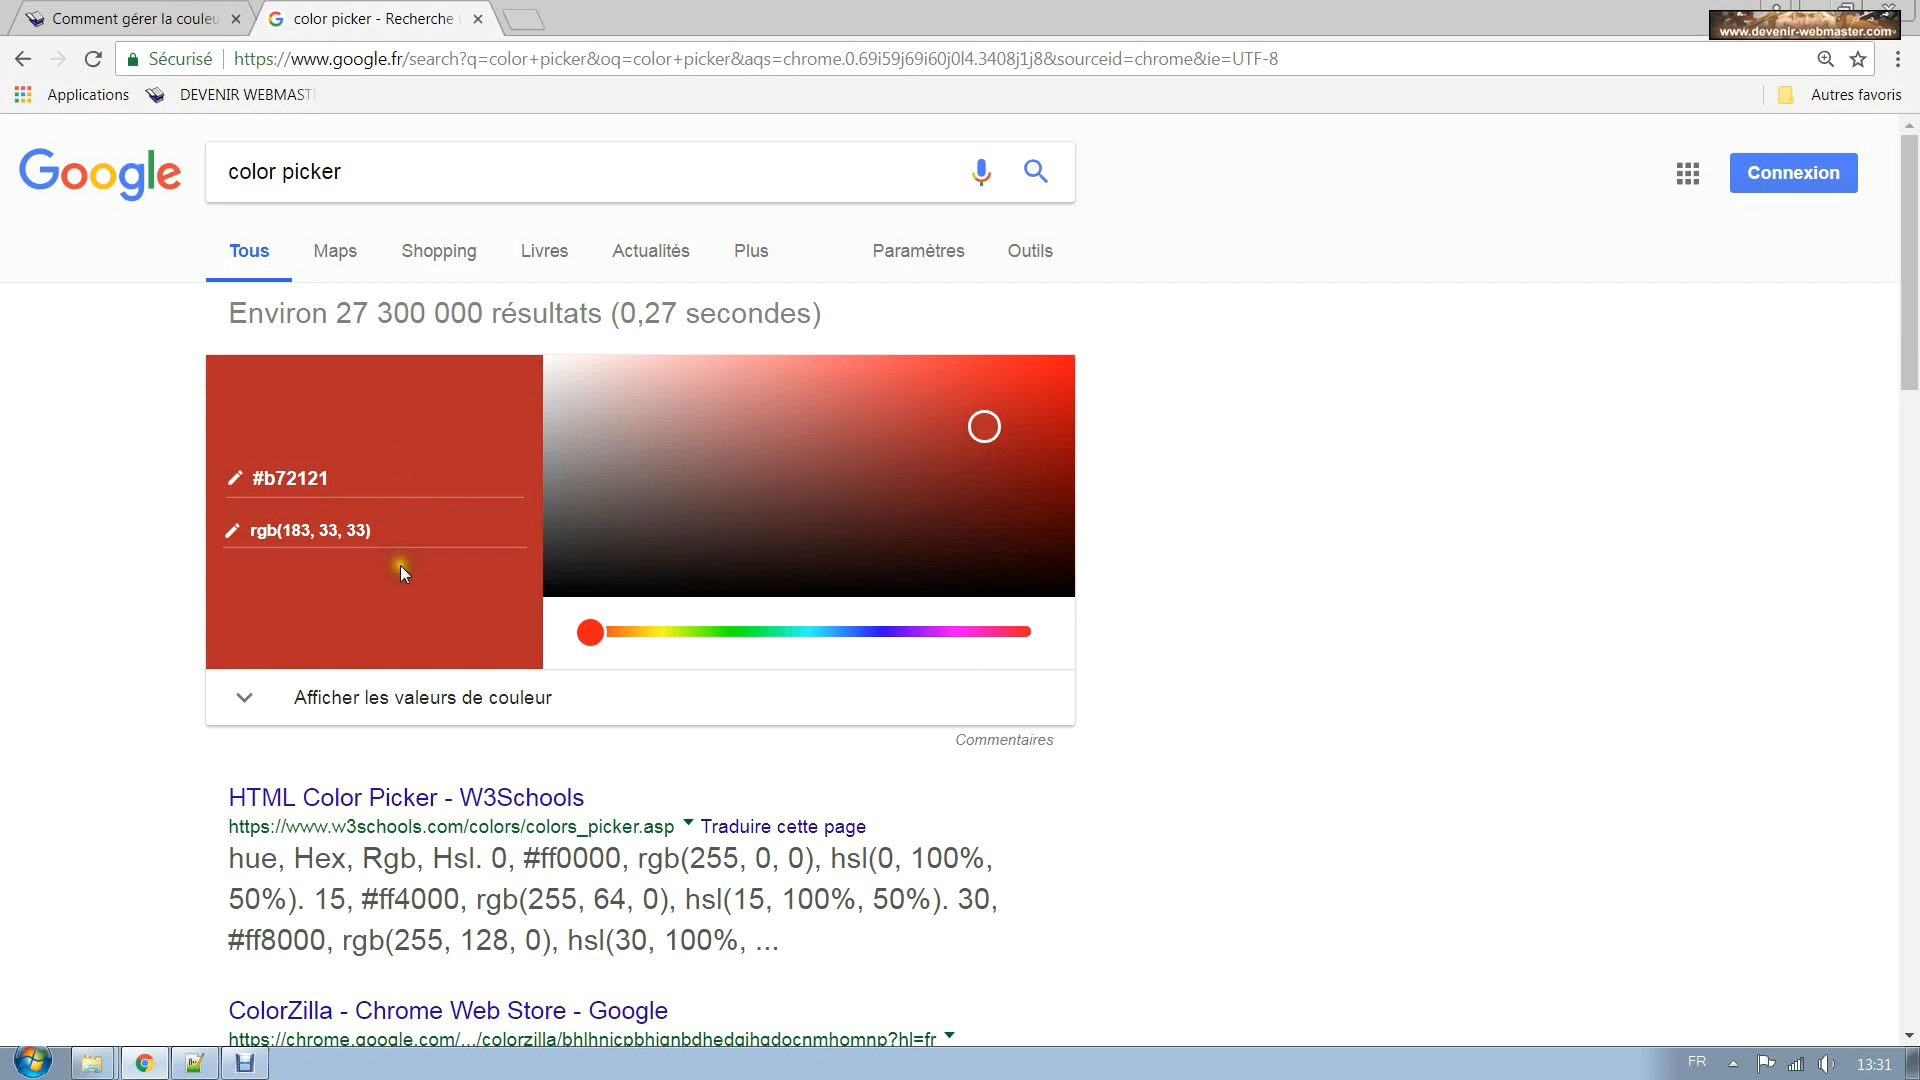 Comment gérer la couleu
color picker - Recherche
www.devenir-webmaster.com
Sécurisé
https://www.google.fr/search?q=color+picker&oq=color+picker&aqs=chrome.0.69i59j69i60j0l4.3408j1j8&sourceid=chrome&ie=UTF-8
Applications
DEVENIR WEBMAST
Autres favoris
Google
color picker
Connexion
Tous
Maps
Shopping
Livres
Actualités
Plus
Paramètres
Outils
Environ 27 300 000 résultats (0,27 secondes)
#b72121
rgb(183, 33, 33)
Afficher les valeurs de couleur
Commentaires
HTML Color Picker - W3Schools
https://www.w3schools.com/colors/colors_picker.asp
Traduire cette page
hue, Hex, Rgb, Hsl. 0, #ff0000, rgb(255, 0, 0), hsl(0, 100%,
50%). 15, #ff4000, rgb(255, 64, 0), hsl(15, 100%, 50%). 30,
#ff8000, rgb(255, 128, 0), hsl(30, 100%, ...
ColorZilla - Chrome Web Store - Google
https://chrome.google.com/.../colorzilla/bhlhnicpbhignbdhedgihgdocnmhomnp?hl=fr
FR
13:31